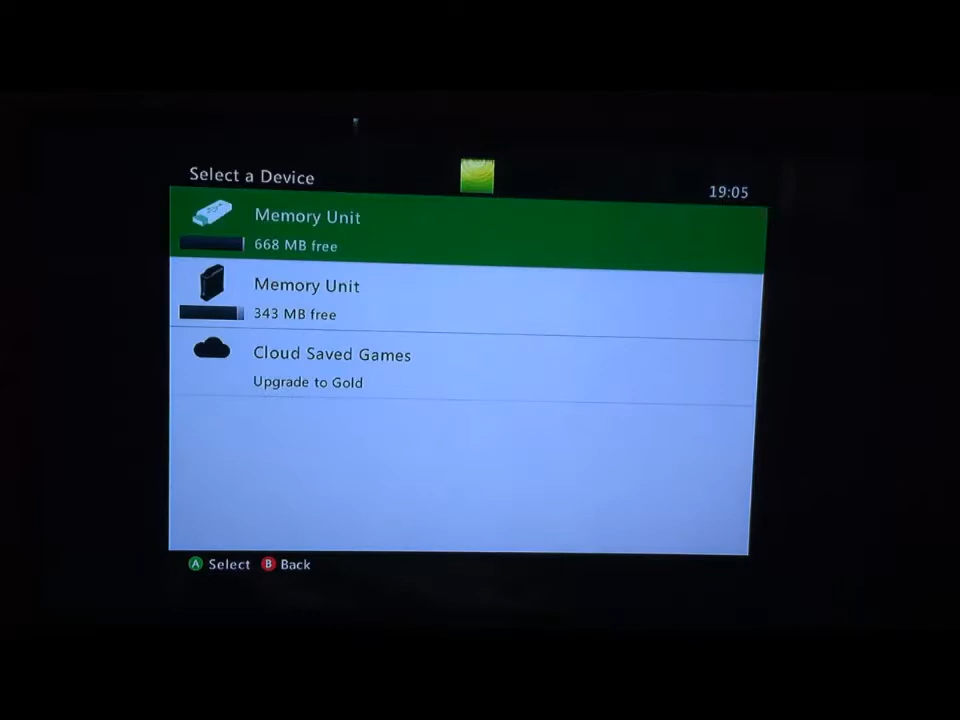 Select a Device
19:05
Memory Unit
668 MB free
Memory Unit
343 MB free
Cloud Saved Games
Upgrade to Gold
A Select B Back